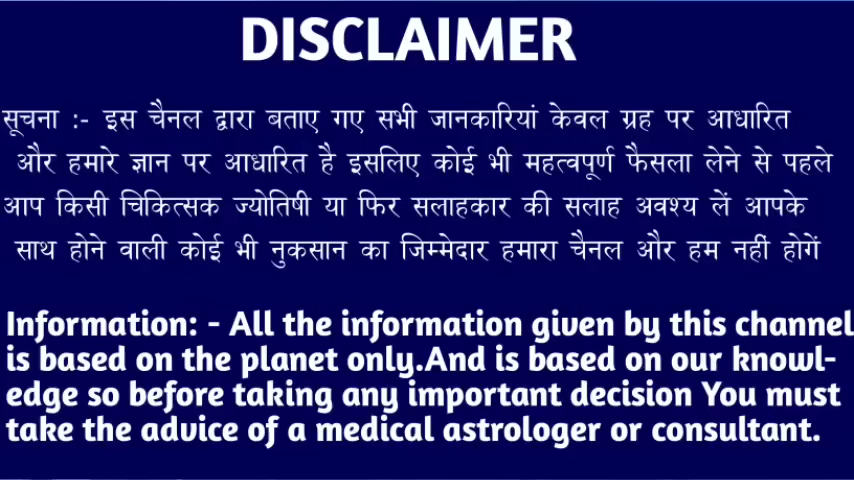 DISCLAIMER
सूचना :- इस चैनल द्वारा बताए गए सभी जानकारियां केवल ग्रह पर आधारित
और हमारे ज्ञान पर आधारित है इसलिए कोई भी महत्वपूर्ण फैसला लेने से पहले
आप किसी चिकित्सक ज्योतिषी या फिर सलाहकार की सलाह अवश्य लें आपके
साथ होने वाली कोई भी नुकसान का जिम्मेदार हमारा चैनल और हम नहीं होगें
Information: - All the information given by this channel
is based on the planet only.And is based on our knowl-
edge so before taking any important decision You must
take the advice of a medical astrologer or consultant.